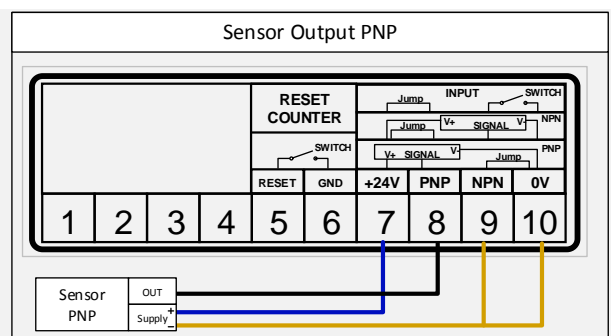 Sensor Output PNP
RESET
COUNTER
SWITCH
RESET GND
INPUT
Jump SWITCH
Jump V+ SIGNAL V- NPN
V+ SIGNAL V- Jump PNP
+24V PNP NPN 0V
1 2 3 4 5 6 7 8 9 10
Sensor
PNP
OUT
Supply + -